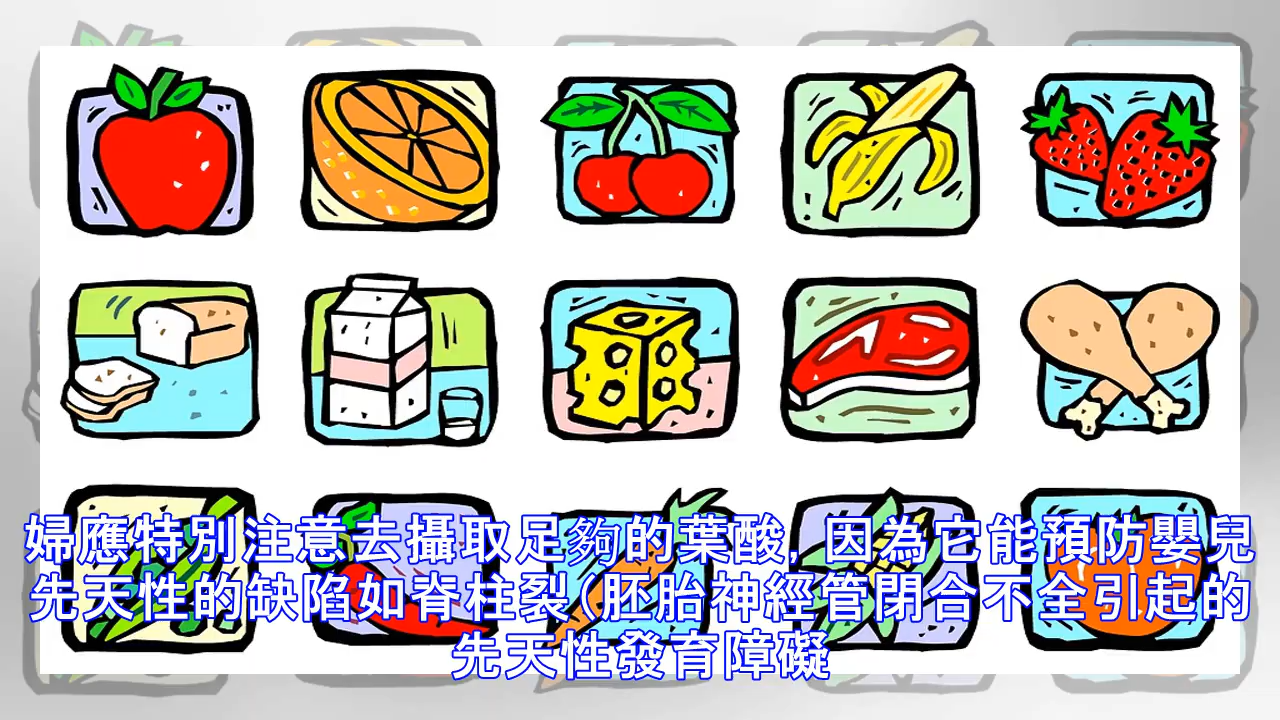 婦應特別注意去攝取足夠的葉酸, 因為它能預防嬰兒
先天性的缺陷如脊柱裂(胚胎神經管閉合不全引起的
先天性發育障礙